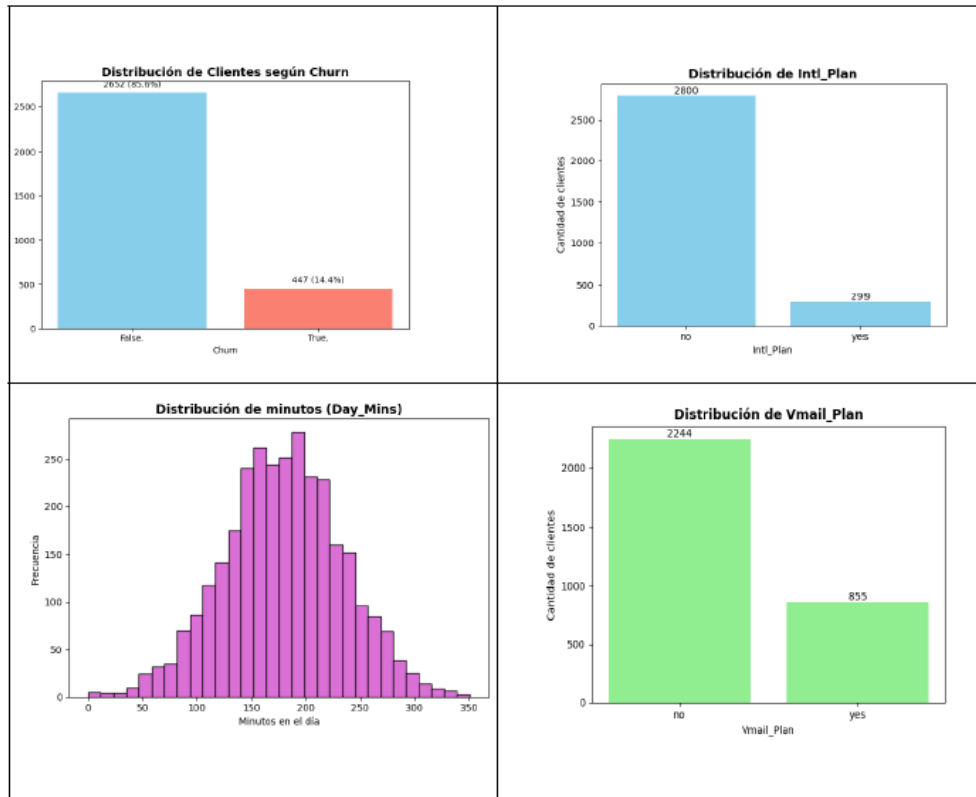 Distribución de Clientes según Churn
2652 (85.6%)
2500
2000
1500
1000
500
0
447 (14.4%)
False.
True.
Churn
Distribución de Intl_Plan
2800
2500
2000
1500
1000
500
0
299
Cantidad de clientes
no
yes
Intl_Plan
Distribución de minutos (Day_Mins)
250
200
150
100
50
0
Frecuencia
0
50
100
150
200
250
300
350
Minutos en el día
Distribución de Vmail_Plan
2244
2000
1500
1000
500
0
855
Cantidad de clientes
no
yes
Vmail_Plan